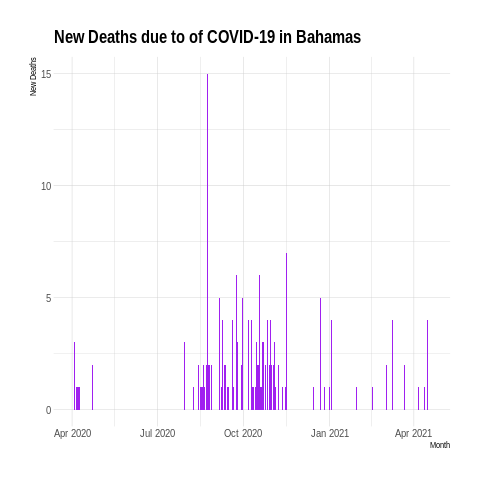 New Deaths due to of COVID-19 in Bahamas
New Deaths
15
10
5
0
Apr 2020 Jul 2020 Oct 2020 Jan 2021 Apr 2021
Month